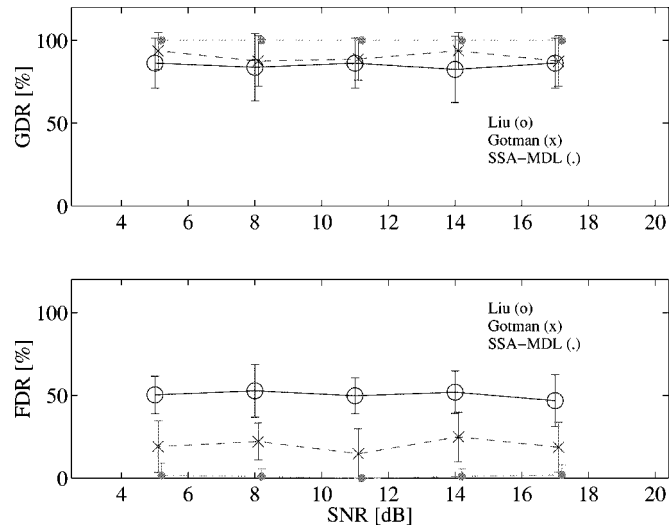 GDR [%]
100
50
0
4 6 8 10 12 14 16 18 20
Liu (o)
Gotman (x)
SSA-MDL (.)
FDR [%]
100
50
0
4 6 8 10 12 14 16 18 20
Liu (o)
Gotman (x)
SSA-MDL (.)
SNR [dB]